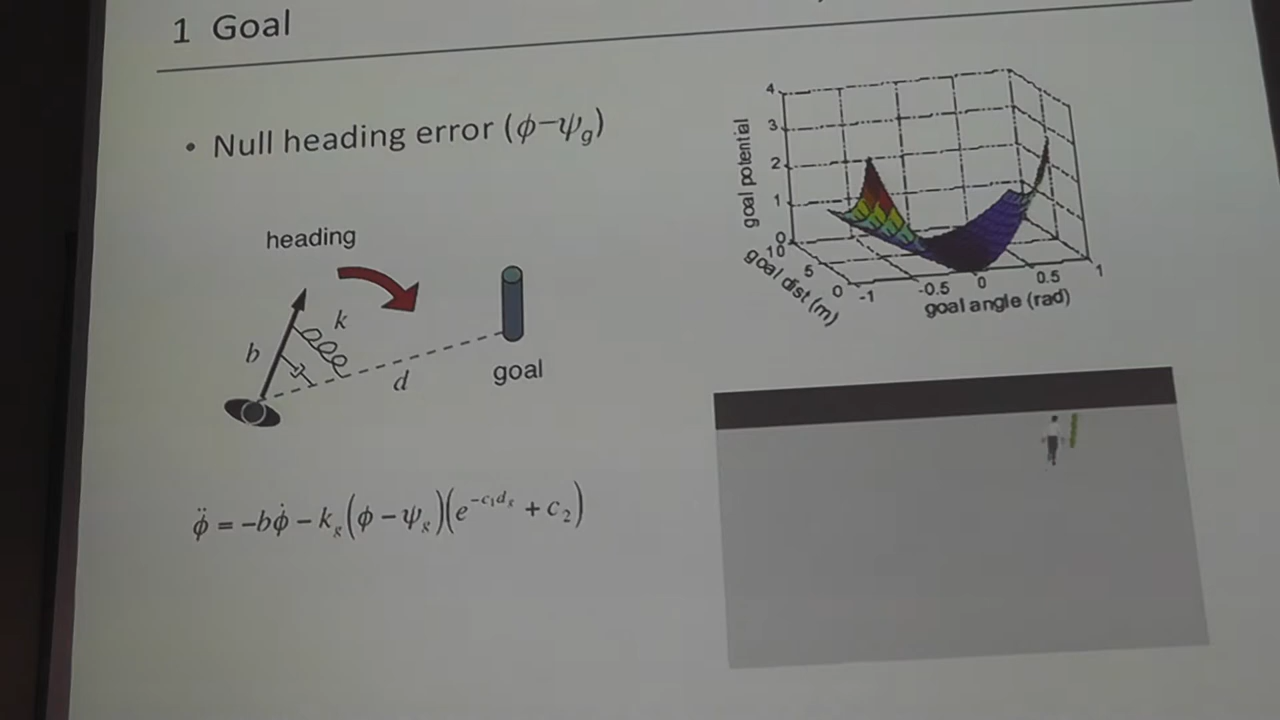 1 Goal
• Null heading error (ϕ−ψg)
heading
k
b
d
goal
ϕ̈ = −bϕ̇ − kg(ϕ − ψg)(e^(−c₁dg) + c₂)
4
3
2
1
0
goal potential
10
5
0
goal dist (m)
-1
-0.5
0
0.5
1
goal angle (rad)